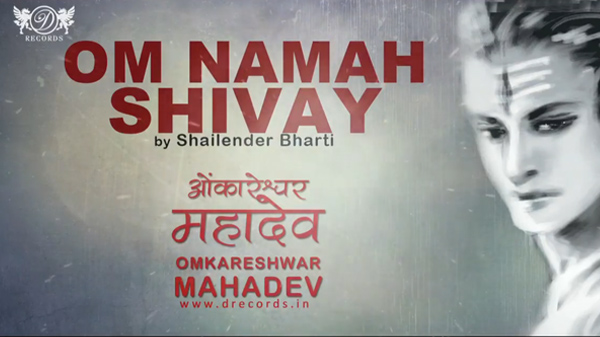 D
RECORDS
OM NAMAH
SHIVAY
by Shailender Bharti
ओंकारेश्वर
महादेव
OMKARESHWAR
MAHADEV
www.drecords.in